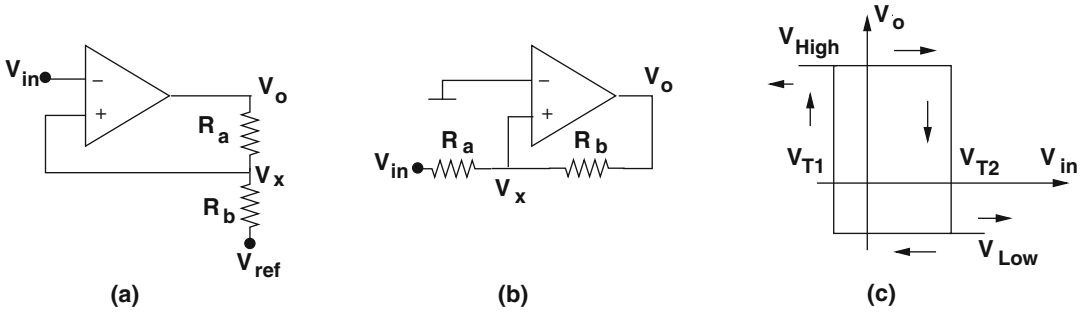 V_in
−
+
V_o
R_a
V_x
R_b
V_ref
(a)
−
+
V_o
R_a
R_b
V_in
V_x
(b)
V_o
V_High
V_T1
V_T2
V_in
V_Low
(c)